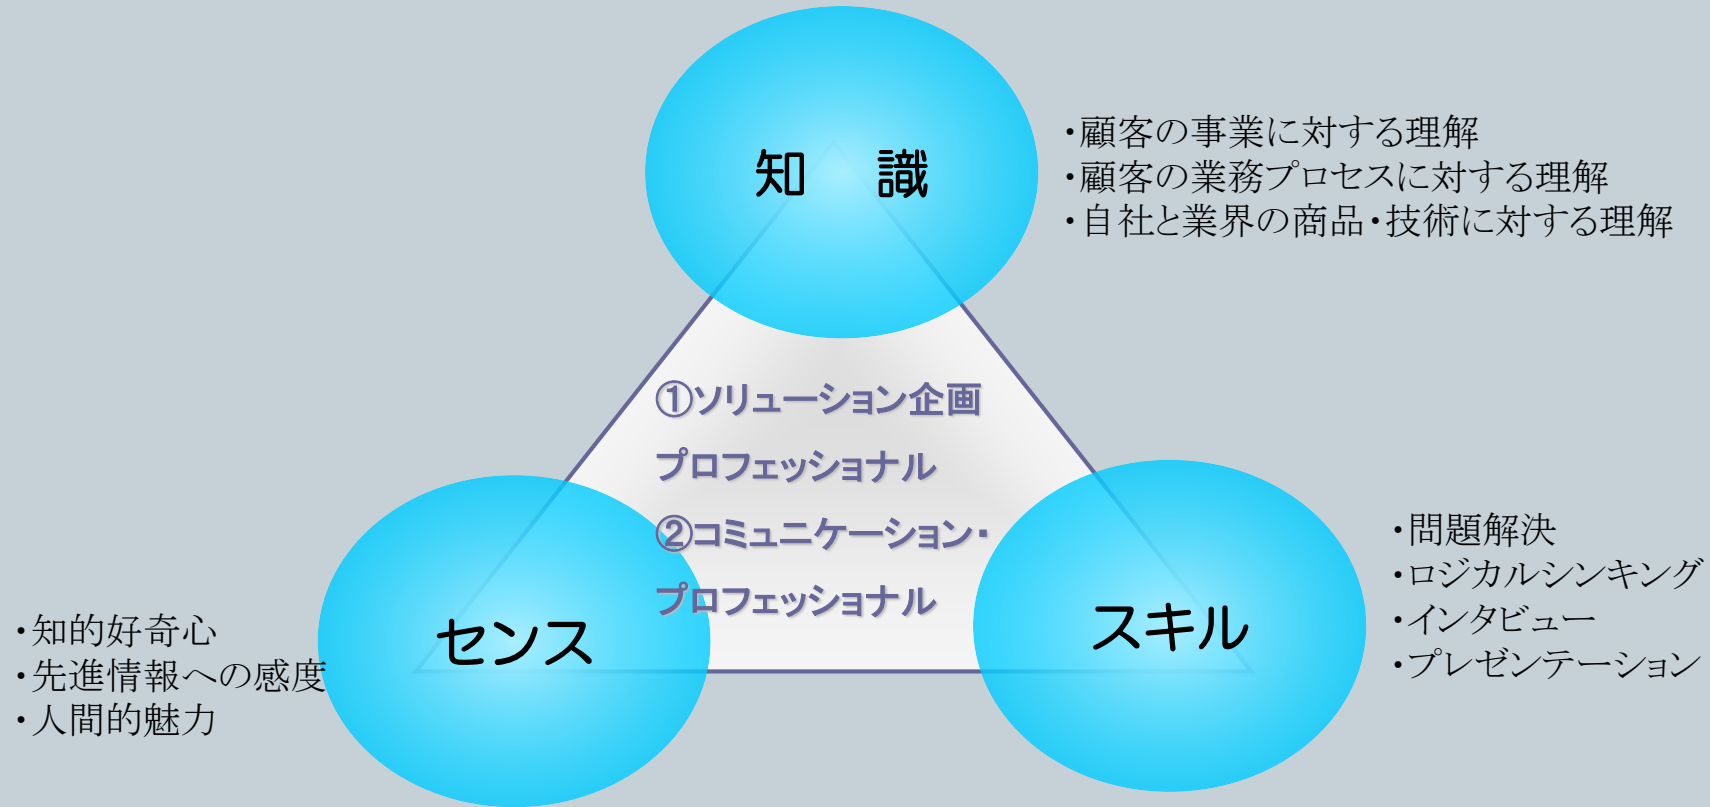 知　識
・顧客の事業に対する理解
・顧客の業務プロセスに対する理解
・自社と業界の商品・技術に対する理解
①ソリューション企画
プロフェッショナル
②コミュニケーション・
プロフェッショナル
センス
・知的好奇心
・先進情報への感度
・人間的魅力
スキル
・問題解決
・ロジカルシンキング
・インタビュー
・プレゼンテーション